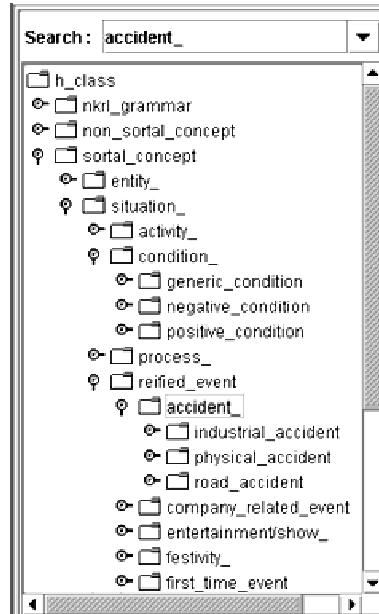 Search : accident_
h_class
nkrl_grammar
non_sortal_concept
sortal_concept
entity_
situation_
activity_
condition_
generic_condition
negative_condition
positive_condition
process_
reified_event
accident_
industrial_accident
physical_accident
road_accident
company_related_event
entertainment/show_
festivity_
first_time_event